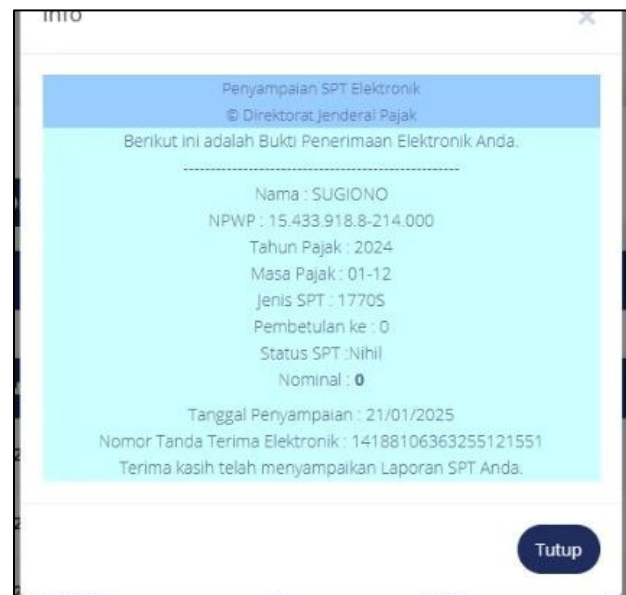 Info
×
Penyampaian SPT Elektronik
© Direktorat Jenderal Pajak
Berikut ini adalah Bukti Penerimaan Elektronik Anda.
--------------------------------------------------
Nama : SUGIONO
NPWP : 15.433.918.8-214.000
Tahun Pajak : 2024
Masa Pajak : 01-12
Jenis SPT : 1770S
Pembetulan ke : 0
Status SPT :Nihil
Nominal : 0
Tanggal Penyampaian : 21/01/2025
Nomor Tanda Terima Elektronik : 14188106363255121551
Terima kasih telah menyampaikan Laporan SPT Anda.
Tutup